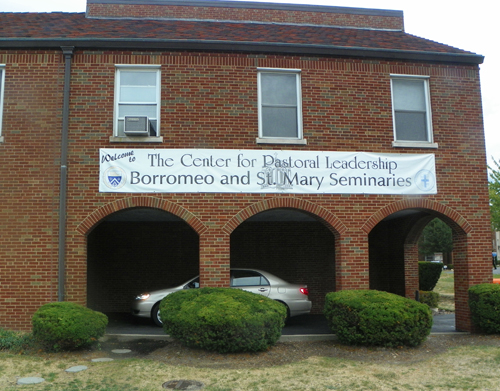 Welcome to The Center for Pastoral Leadership
Borromeo and St. Mary Seminaries